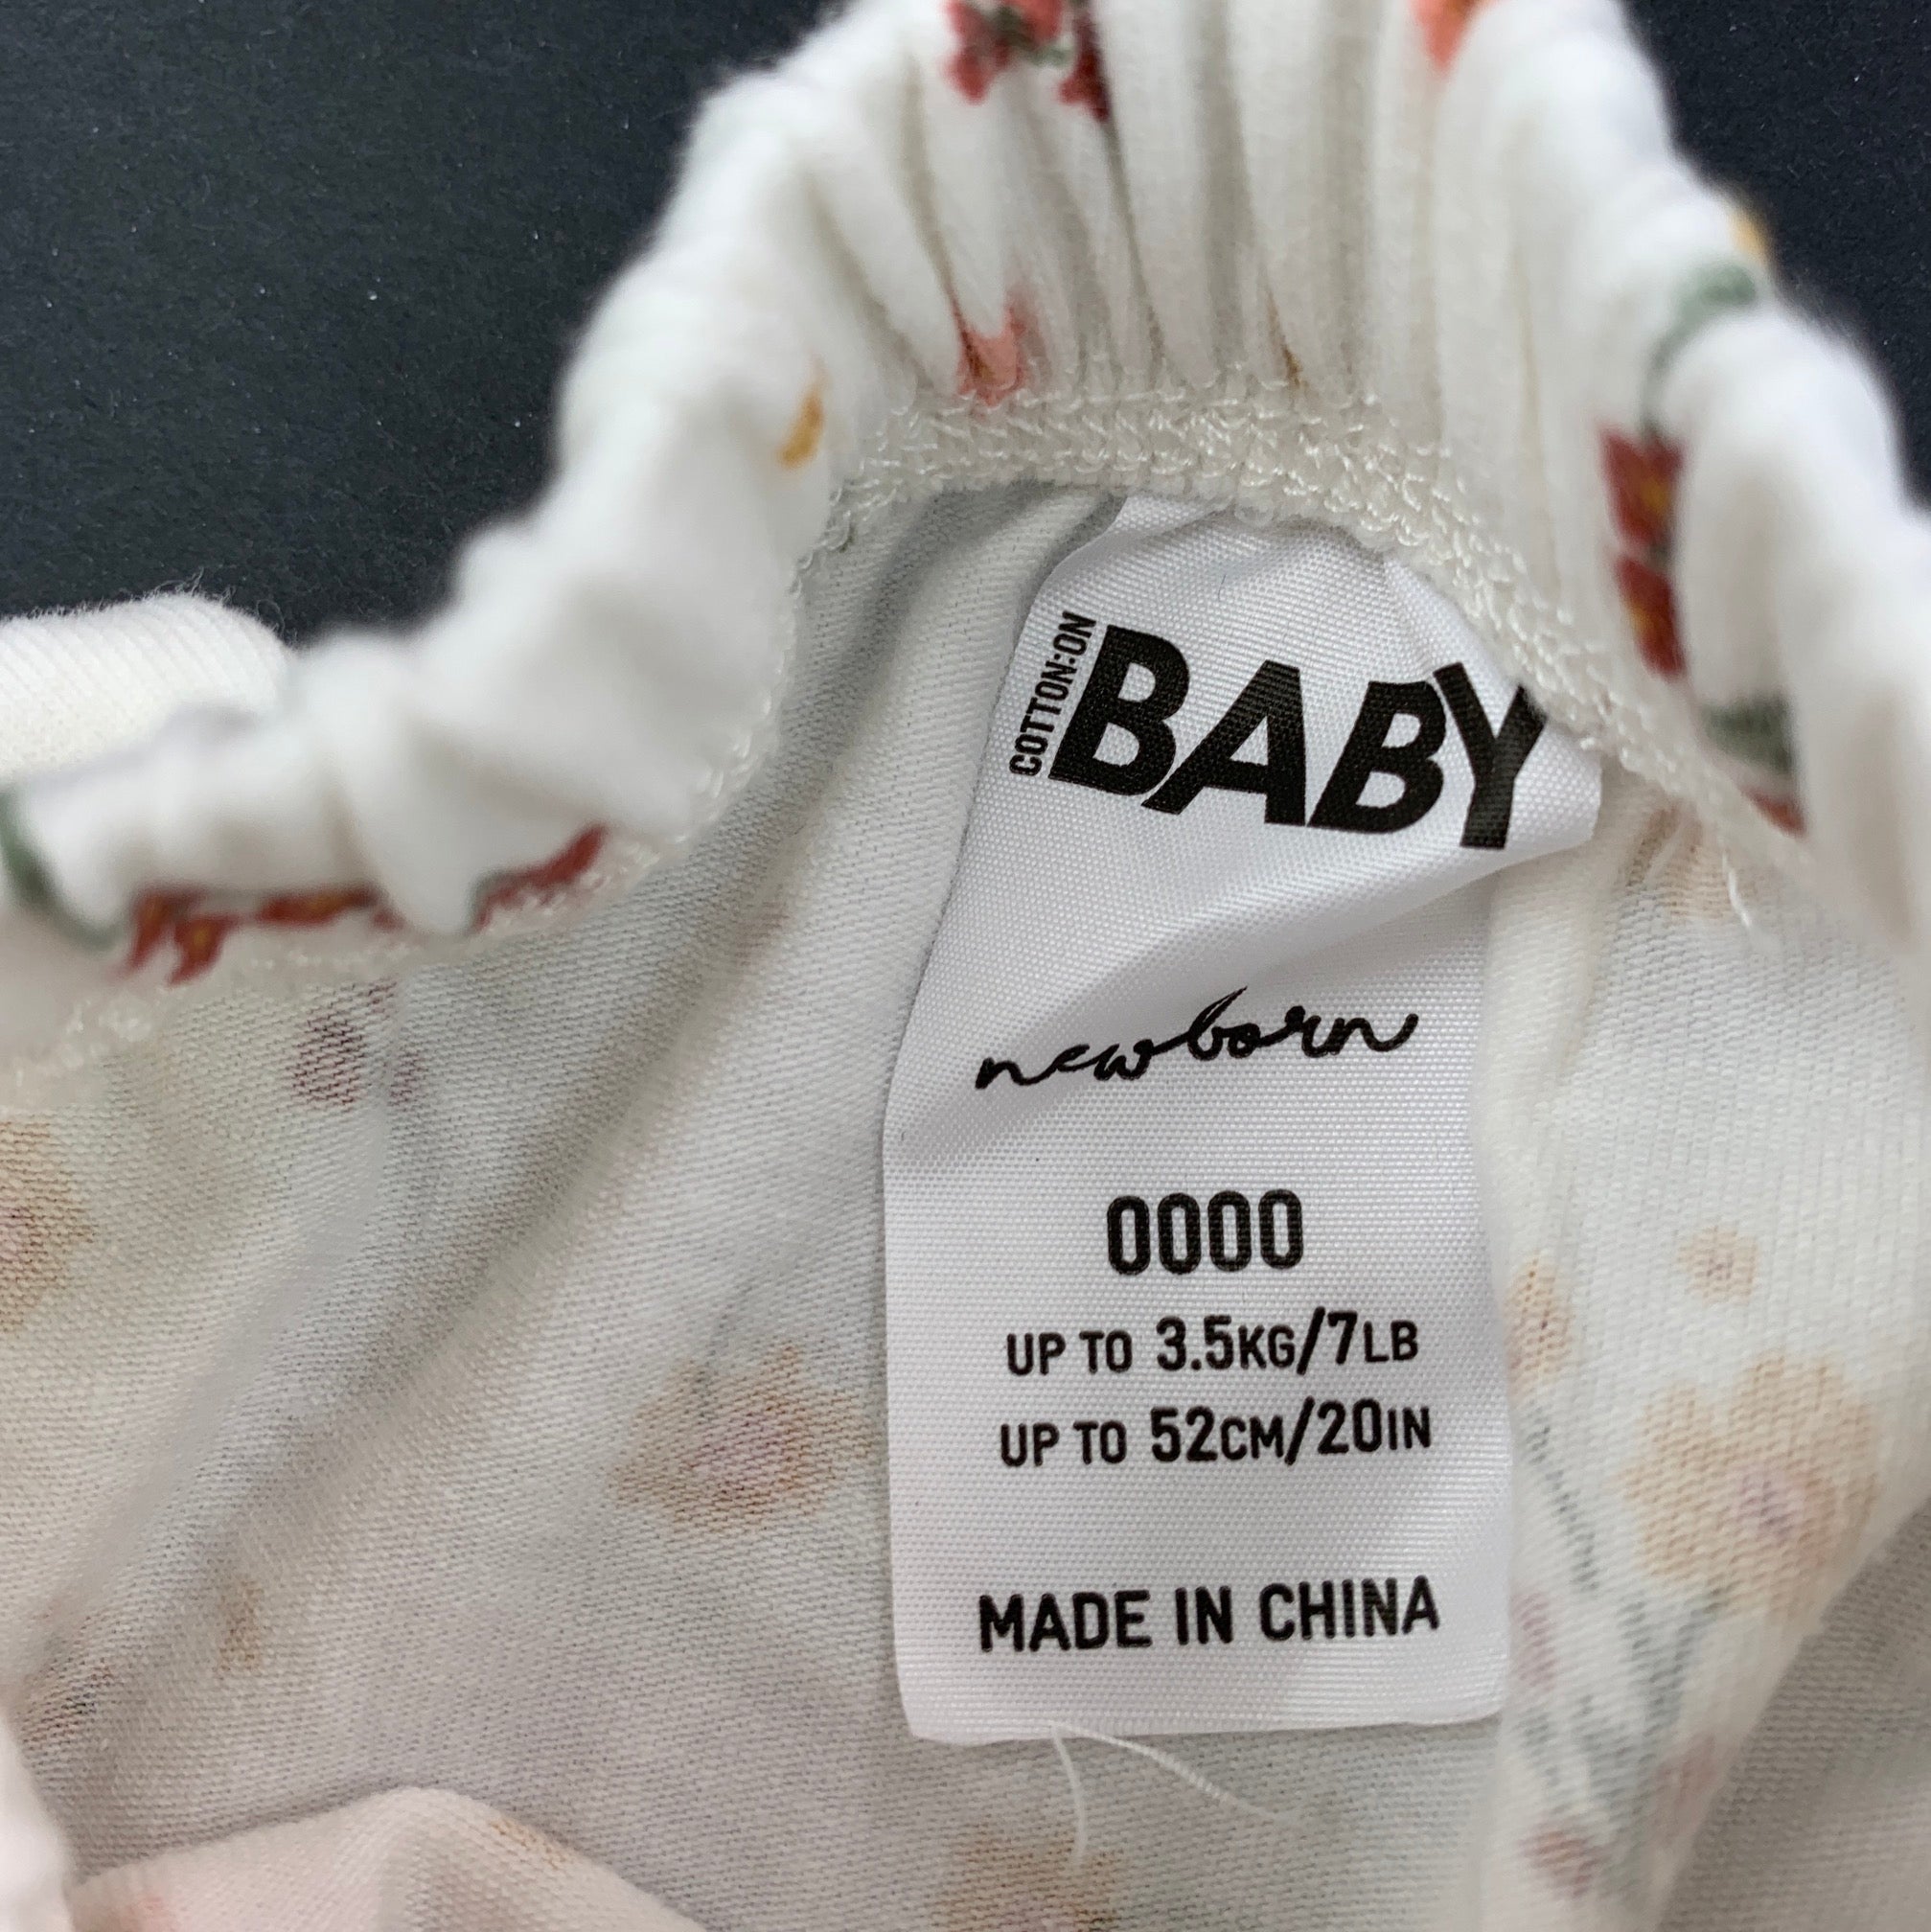 COTTON:ON
BABY
newborn
0000
UP TO 3.5KG/7LB
UP TO 52CM/20IN
MADE IN CHINA